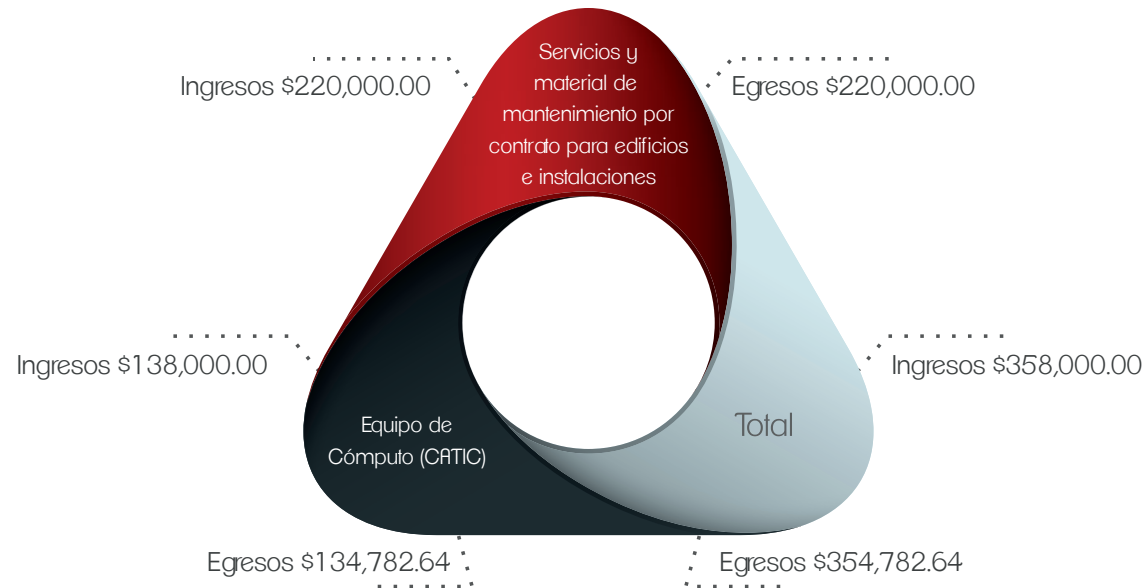 Servicios y
material de
mantenimiento por
contrato para edificios
e instalaciones
Ingresos $220,000.00
Egresos $220,000.00
Ingresos $138,000.00
Ingresos $358,000.00
Equipo de
Cómputo (CATIC)
Total
Egresos $134,782.64
Egresos $354,782.64